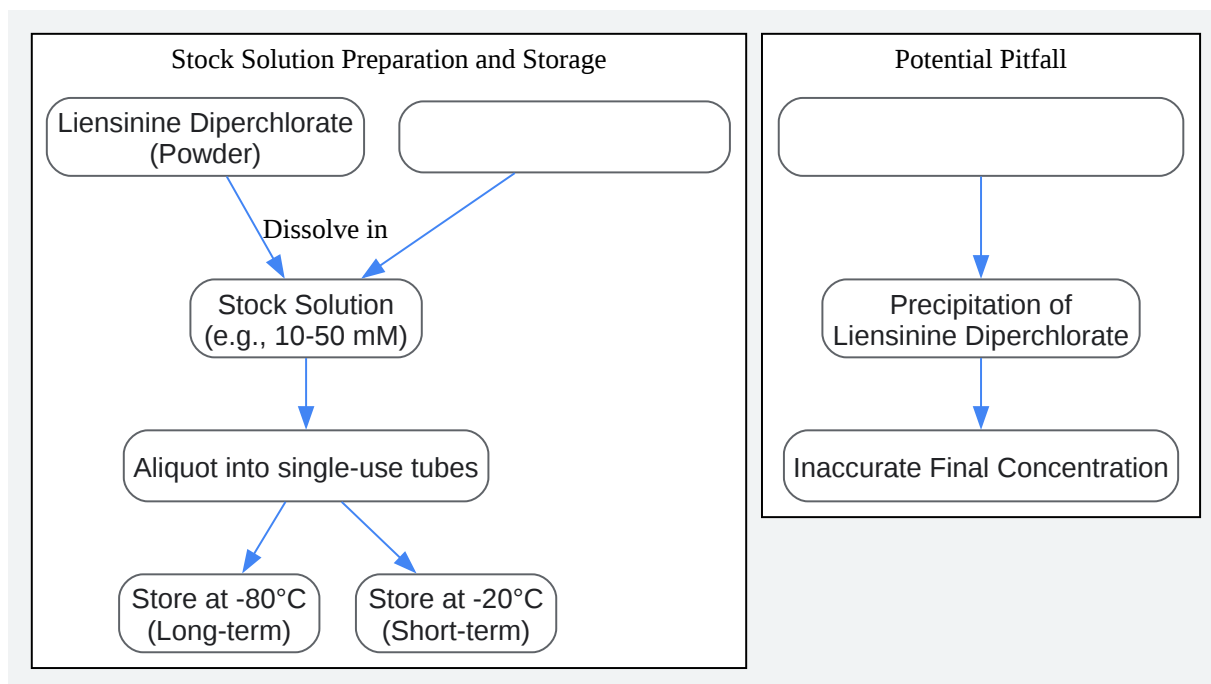 Stock Solution Preparation and Storage
Liensinine Diperchlorate
(Powder)
Dissolve in
Stock Solution
(e.g., 10-50 mM)
Aliquot into single-use tubes
Store at -80°C
(Long-term)
Store at -20°C
(Short-term)
Potential Pitfall
Precipitation of
Liensinine Diperchlorate
Inaccurate Final Concentration